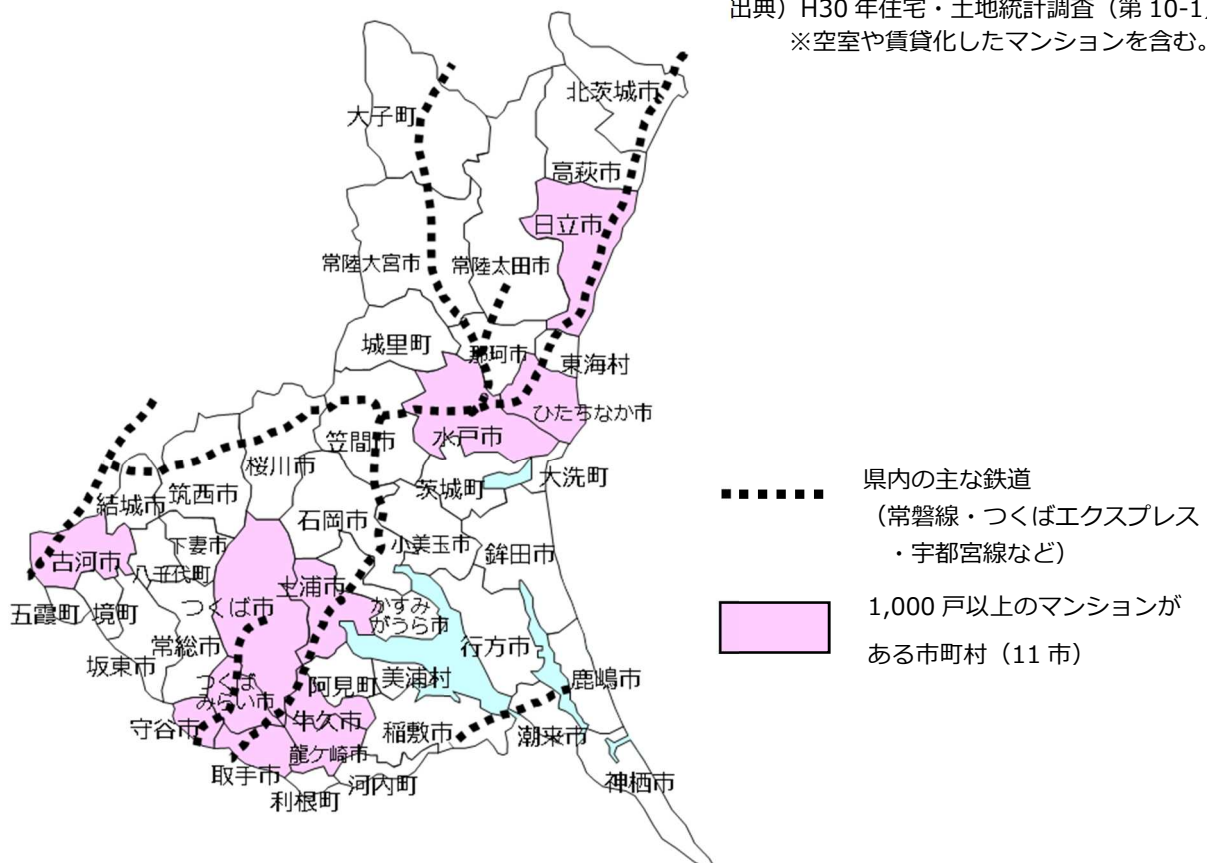 出典）H30 年住宅・土地統計調査（第 10-1
※空室や賃貸化したマンションを含む。
北茨城市
大子町
高萩市
日立市
常陸大宮市
常陸太田市
城里町
那珂市
東海村
ひたちなか市
笠間市
水戸市
桜川市
茨城町
大洗町
結城市
筑西市
石岡市
県内の主な鉄道
（常磐線・つくばエクスプレス
・宇都宮線など）
古河市
下妻市
小美玉市
鉾田市
八千代町
土浦市
五霞町
境町
つくば市
かすみ
がうら市
1,000 戸以上のマンションが
ある市町村（11 市）
坂東市
常総市
行方市
つくば
みらい市
阿見町
美浦村
鹿嶋市
守谷市
牛久市
稲敷市
潮来市
龍ケ崎市
取手市
利根町
河内町
神栖市